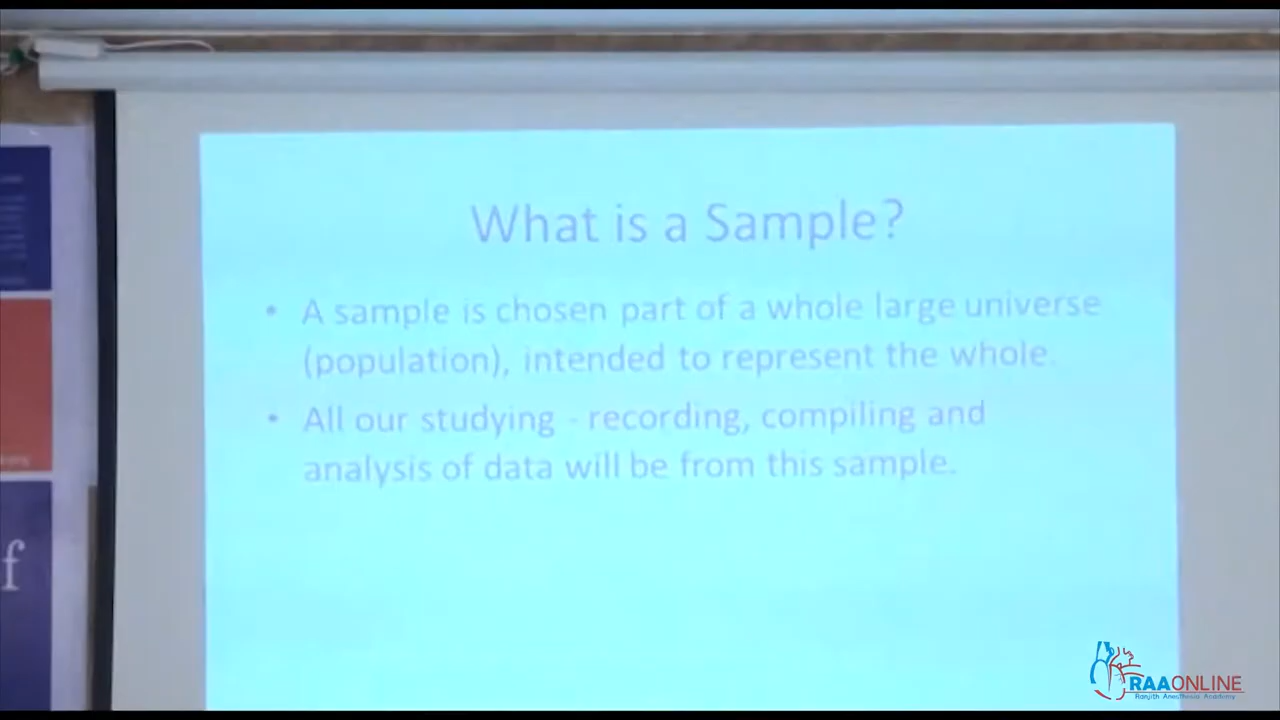 What is a Sample?
• A sample is chosen part of a whole large universe
(population), intended to represent the whole.
• All our studying - recording, compiling and
analysis of data will be from this sample.
f
RAAONLINE
Ranjith Anesthesia Academy